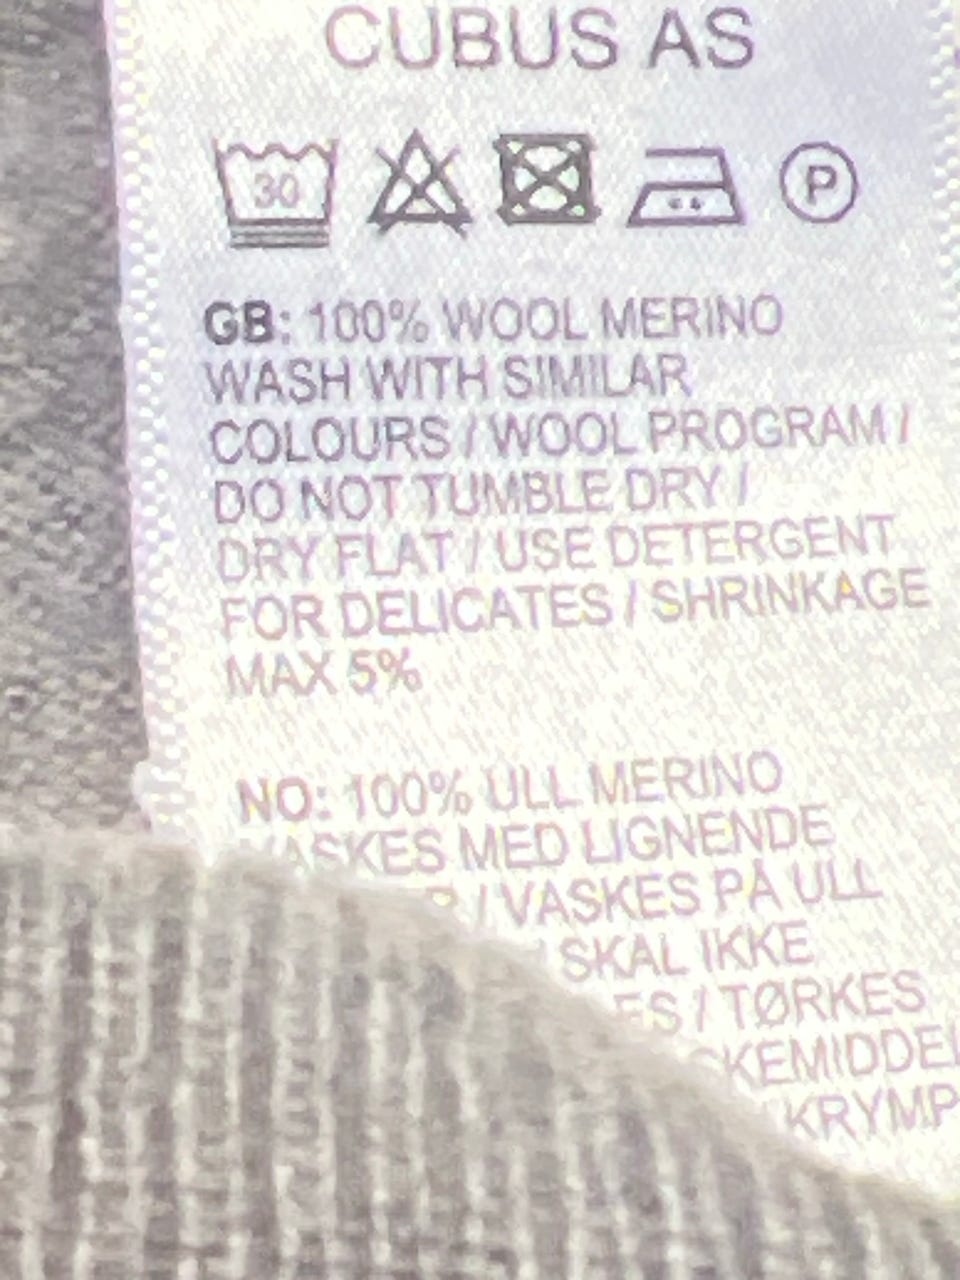 CUBUS AS
30 P
GB: 100% WOOL MERINO
WASH WITH SIMILAR
COLOURS / WOOL PROGRAM /
DO NOT TUMBLE DRY /
DRY FLAT / USE DETERGENT
FOR DELICATES / SHRINKAGE
MAX 5%
NO: 100% ULL MERINO
VASKES MED LIGNENDE
/ VASKES PÅ ULL
SKAL IKKE
/ TØRKES